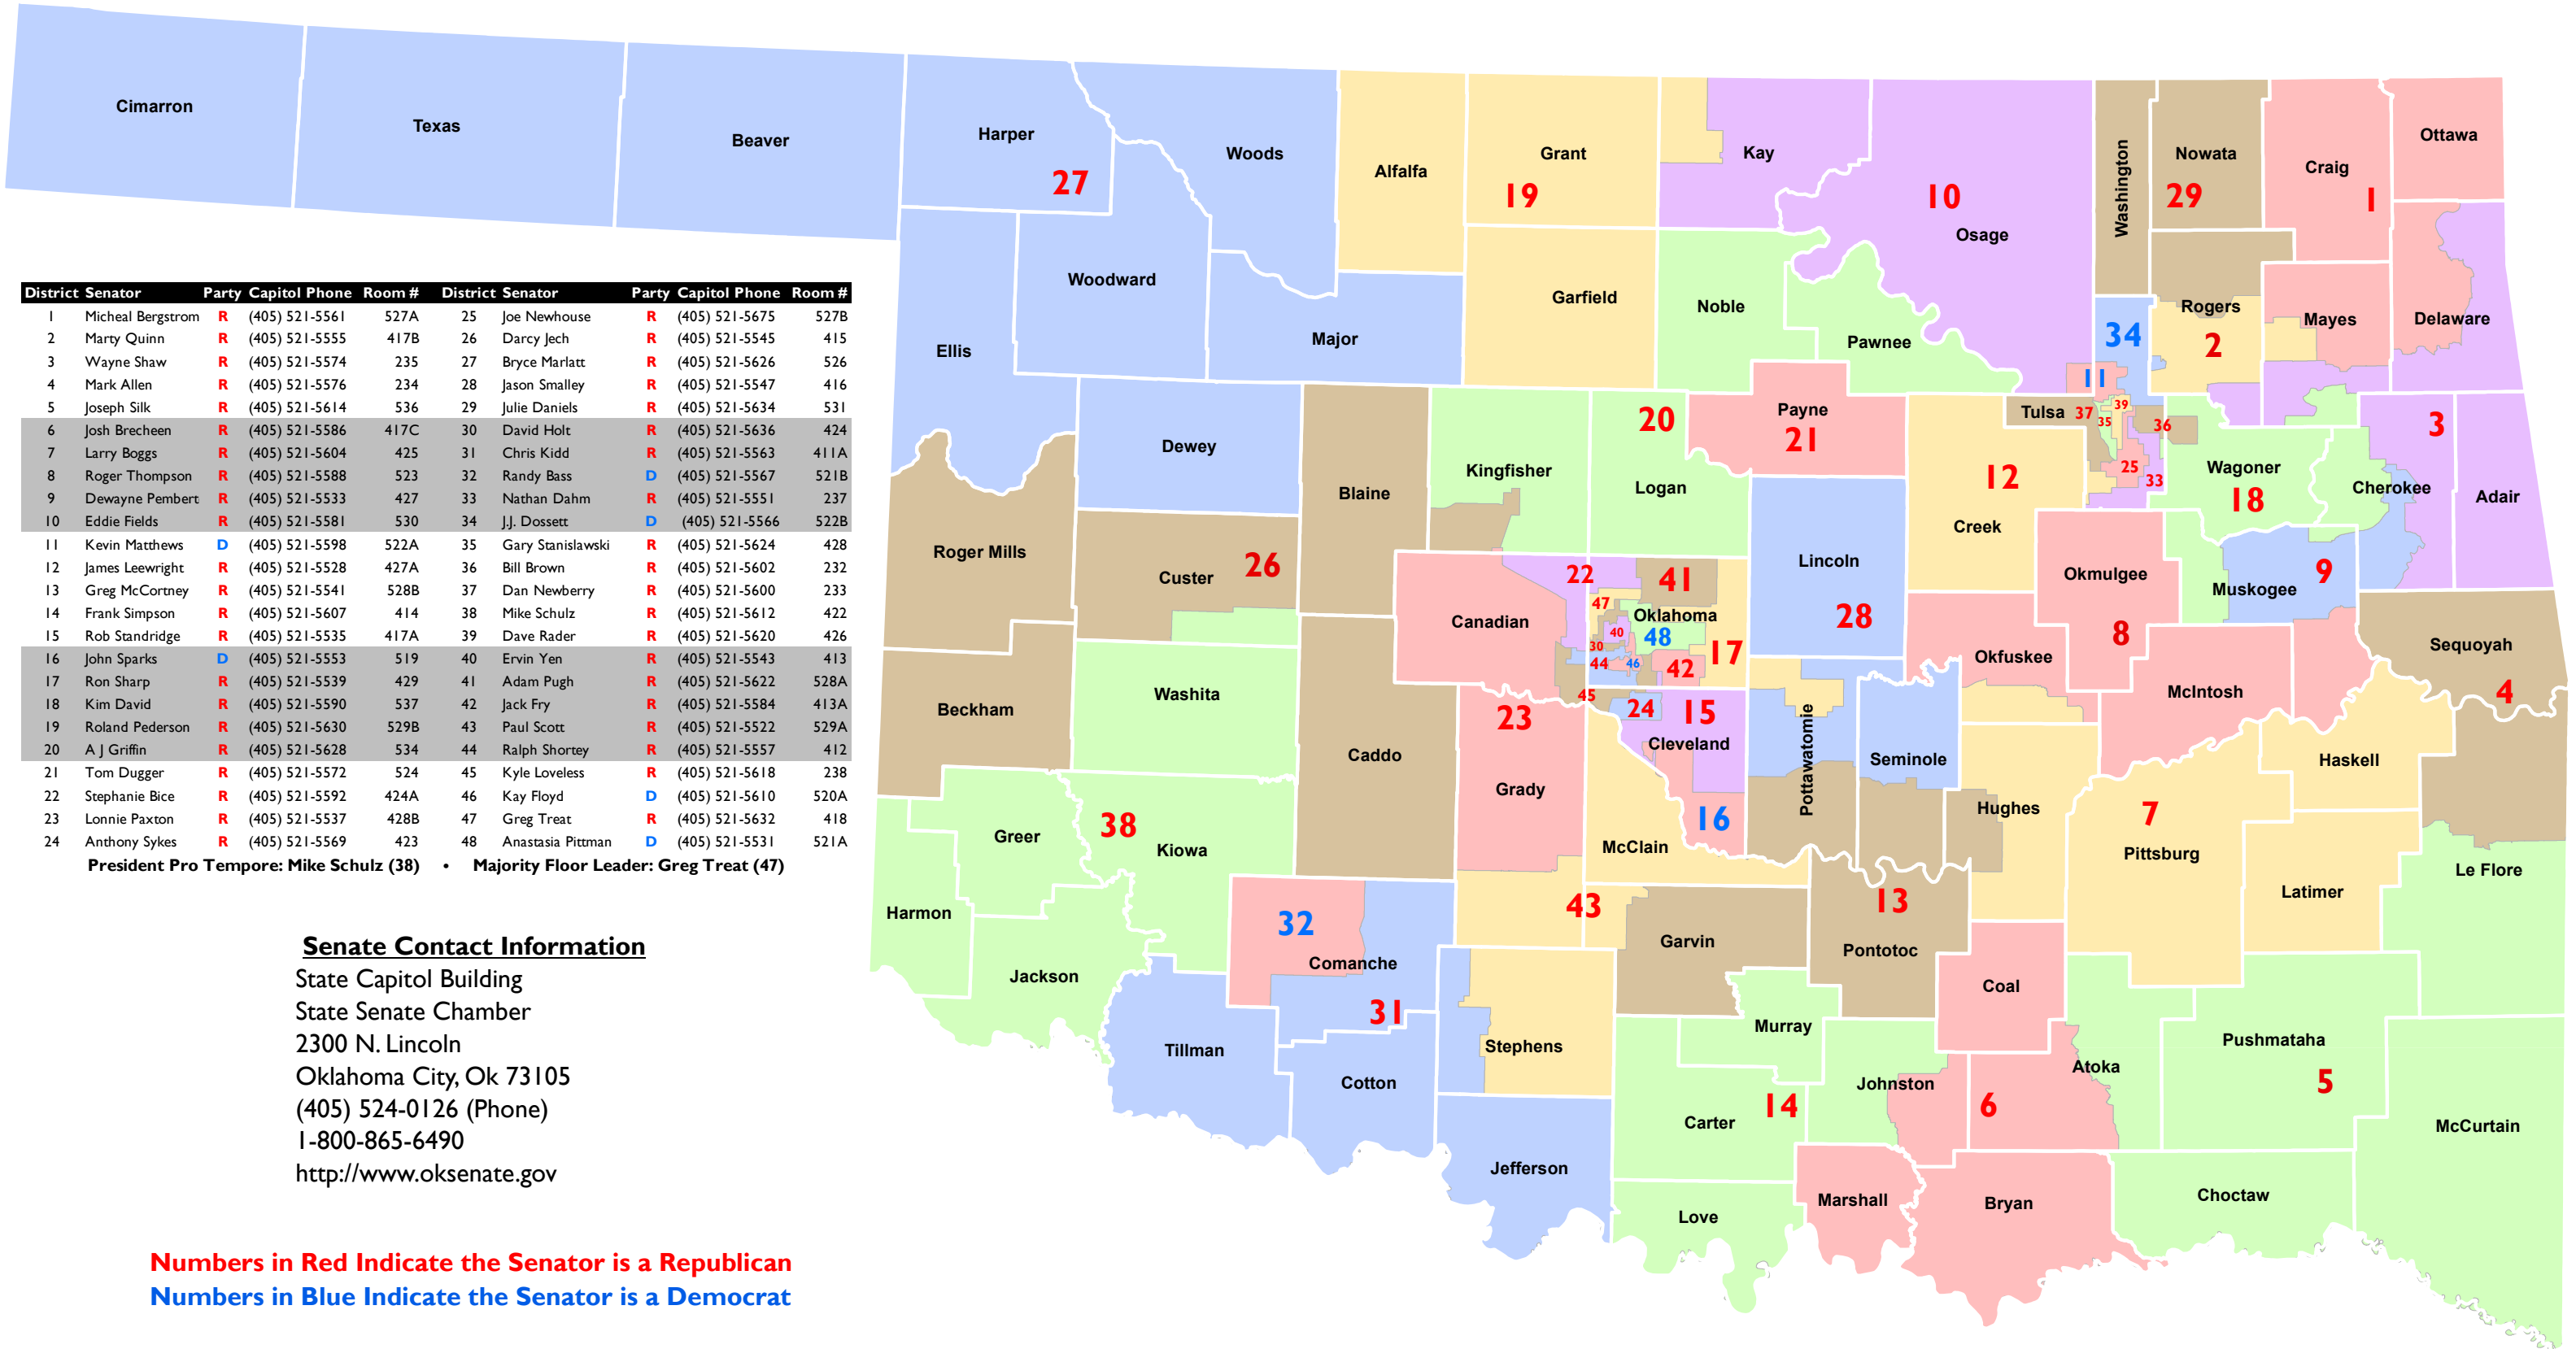 District Senator Party Capitol Phone Room # District Senator Party Capitol Phone Room #
1 Micheal Bergstrom R (405) 521-5561 527A 25 Joe Newhouse R (405) 521-5675 527B
2 Marty Quinn R (405) 521-5555 417B 26 Darcy Jech R (405) 521-5545 415
3 Wayne Shaw R (405) 521-5574 235 27 Bryce Marlatt R (405) 521-5626 526
4 Mark Allen R (405) 521-5576 234 28 Jason Smalley R (405) 521-5547 416
5 Joseph Silk R (405) 521-5614 536 29 Julie Daniels R (405) 521-5634 531
6 Josh Brecheen R (405) 521-5586 417C 30 David Holt R (405) 521-5636 424
7 Larry Boggs R (405) 521-5604 425 31 Chris Kidd R (405) 521-5563 411A
8 Roger Thompson R (405) 521-5588 523 32 Randy Bass D (405) 521-5567 521B
9 Dewayne Pembert R (405) 521-5533 427 33 Nathan Dahm R (405) 521-5551 237
10 Eddie Fields R (405) 521-5581 530 34 J.J. Dossett D (405) 521-5566 522B
11 Kevin Matthews D (405) 521-5598 522A 35 Gary Stanislawski R (405) 521-5624 428
12 James Leewright R (405) 521-5528 427A 36 Bill Brown R (405) 521-5602 232
13 Greg McCortney R (405) 521-5541 528B 37 Dan Newberry R (405) 521-5600 233
14 Frank Simpson R (405) 521-5607 414 38 Mike Schulz R (405) 521-5612 422
15 Rob Standridge R (405) 521-5535 417A 39 Dave Rader R (405) 521-5620 426
16 John Sparks D (405) 521-5553 519 40 Ervin Yen R (405) 521-5543 413
17 Ron Sharp R (405) 521-5539 429 41 Adam Pugh R (405) 521-5622 528A
18 Kim David R (405) 521-5590 537 42 Jack Fry R (405) 521-5584 413A
19 Roland Pederson R (405) 521-5630 529B 43 Paul Scott R (405) 521-5522 529A
20 A J Griffin R (405) 521-5628 534 44 Ralph Shortey R (405) 521-5557 412
21 Tom Dugger R (405) 521-5572 524 45 Kyle Loveless R (405) 521-5618 238
22 Stephanie Bice R (405) 521-5592 424A 46 Kay Floyd D (405) 521-5610 520A
23 Lonnie Paxton R (405) 521-5537 428B 47 Greg Treat R (405) 521-5632 418
24 Anthony Sykes R (405) 521-5569 423 48 Anastasia Pittman D (405) 521-5531 521A
President Pro Tempore: Mike Schulz (38) • Majority Floor Leader: Greg Treat (47)
Senate Contact Information
State Capitol Building
State Senate Chamber
2300 N. Lincoln
Oklahoma City, Ok 73105
(405) 524-0126 (Phone)
1-800-865-6490
http://www.oksenate.gov
Numbers in Red Indicate the Senator is a Republican
Numbers in Blue Indicate the Senator is a Democrat
Cimarron
Texas
Beaver
Harper
27
Woods
Alfalfa
Grant
19
Kay
10
Osage
Washington
Nowata
29
Craig
1
Ottawa
Ellis
Woodward
Major
Garfield
Noble
Pawnee
34
Rogers
2
Mayes
Delaware
11
Dewey
Blaine
Kingfisher
20
Logan
Payne
21
12
Creek
Tulsa
37
39
35
36
25
33
Wagoner
18
Cherokee
3
Adair
Roger Mills
Custer
26
Canadian
22
41
47
Oklahoma
40
48
30
44
46
42
17
45
Lincoln
28
Okmulgee
8
Muskogee
9
Okfuskee
McIntosh
Sequoyah
4
Beckham
Washita
Caddo
23
Grady
24
15
Cleveland
16
McClain
Pottawatomie
Seminole
Hughes
7
Pittsburg
Haskell
Latimer
Le Flore
Greer
38
Kiowa
Harmon
Jackson
32
Comanche
31
43
Garvin
13
Pontotoc
Coal
Tillman
Cotton
Stephens
Murray
Johnston
Atoka
Pushmataha
5
McCurtain
Jefferson
Carter
14
6
Love
Marshall
Bryan
Choctaw